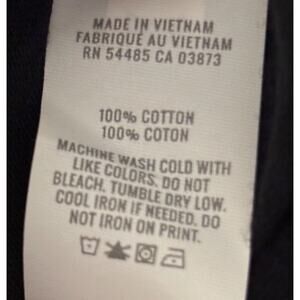 MADE IN VIETNAM
FABRIQUÉ AU VIETNAM
RN 54485 CA 03873
100% COTTON
100% COTON
MACHINE WASH COLD WITH
LIKE COLORS. DO NOT
BLEACH. TUMBLE DRY LOW.
COOL IRON IF NEEDED. DO
NOT IRON ON PRINT.